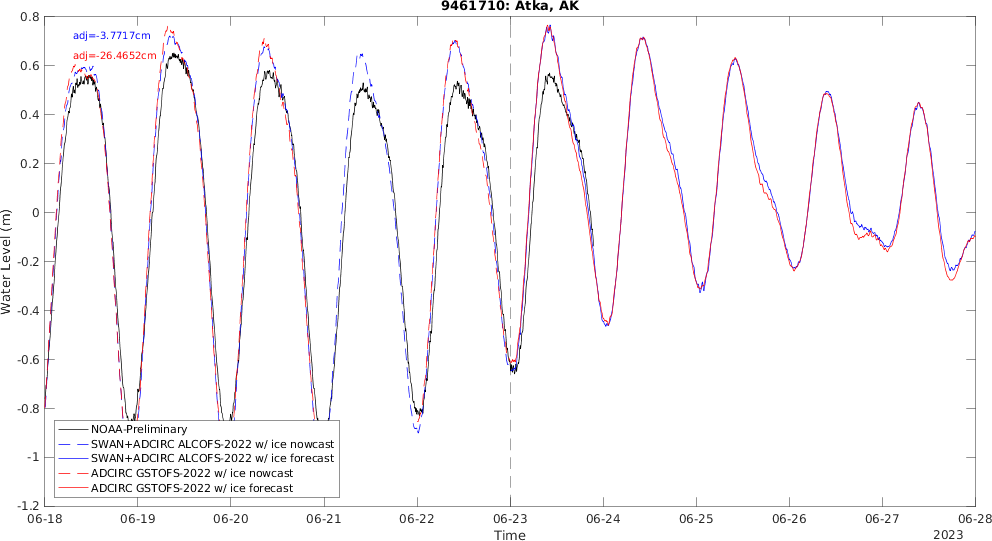 9461710: Atka, AK
adj=-3.7717cm
adj=-26.4652cm
0.8
0.6
0.4
0.2
0
-0.2
-0.4
-0.6
-0.8
-1
-1.2
Water Level (m)
NOAA-Preliminary
SWAN+ADCIRC ALCOFS-2022 w/ ice nowcast
SWAN+ADCIRC ALCOFS-2022 w/ ice forecast
ADCIRC GSTOFS-2022 w/ ice nowcast
ADCIRC GSTOFS-2022 w/ ice forecast
06-18 06-19 06-20 06-21 06-22 06-23 06-24 06-25 06-26 06-27 06-28
Time
2023